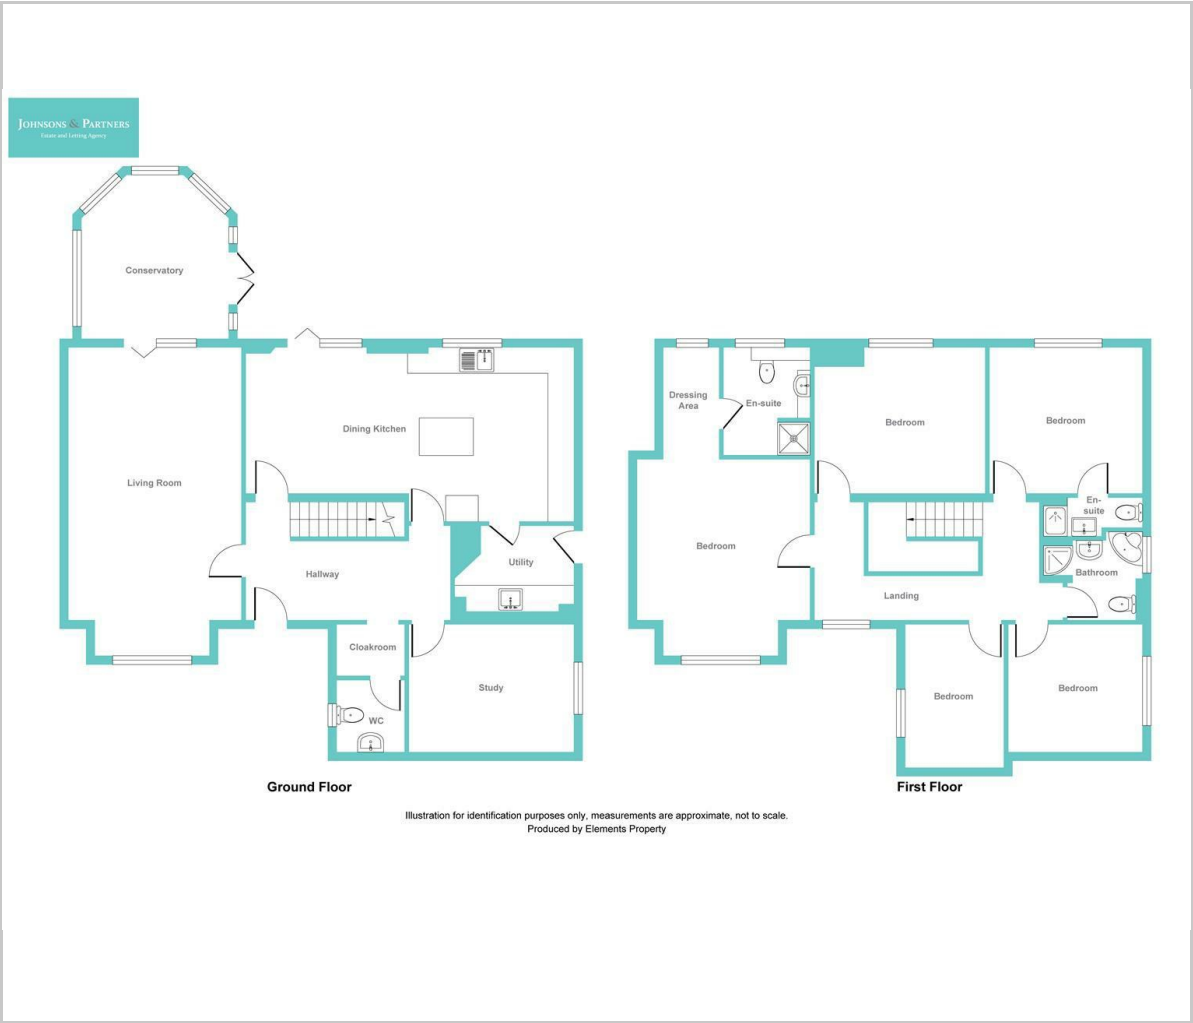 JOHNSONS & PARTNERS
Estate and Letting Agency
Conservatory
Living Room
Dining Kitchen
Utility
Hallway
Cloakroom
WC
Study
Ground Floor
Dressing
Area
En-suite
Bedroom
Bedroom
En-
suite
Bedroom
Bathroom
Landing
Bedroom
Bedroom
First Floor
Illustration for identification purposes only, measurements are approximate, not to scale.
Produced by Elements Property